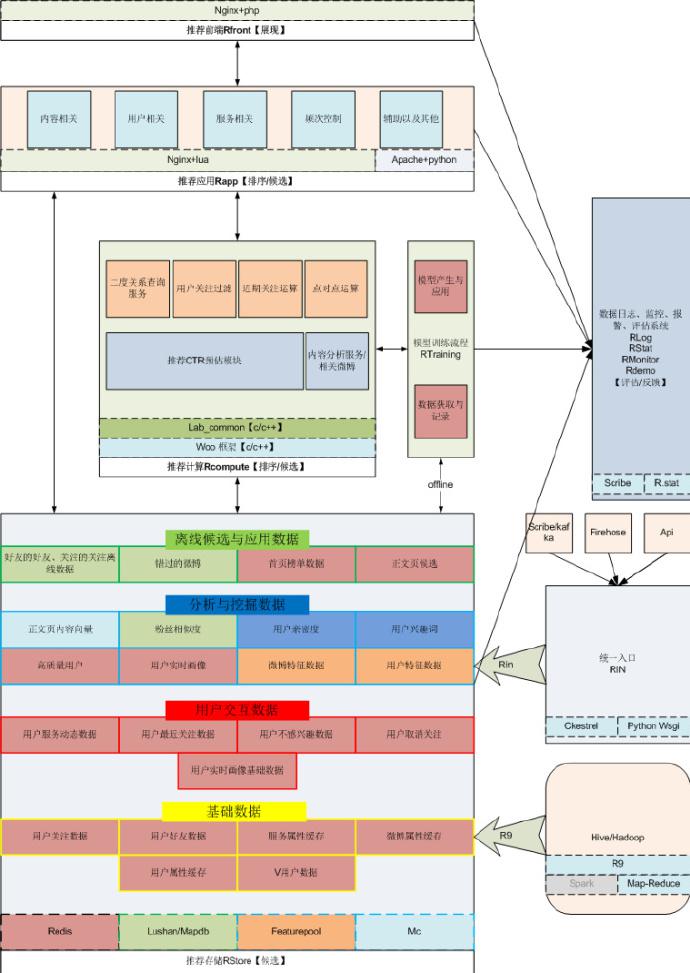 Nginx+php
推荐前端Rfront【展现】
内容相关
用户相关
服务相关
频次控制
辅助以及其他
Nginx+lua
Apache+python
推荐应用Rapp【排序/候选】
二度关系查询
服务
用户关注过滤
近期关注运算
点对点运算
推荐CTR预估模块
内容分析服务/
相关微博
Lab_common【c/c++】
Woo 框架【c/c++】
推荐计算Rcompute【排序/候选】
模型产生与
应用
模型训练流程
RTraining
数据获取与
记录
offline
数据日志、监控、报
警、评估系统
RLog
RStat
RMonitor
Rdemo
【评估/反馈】
Scribe
R.stat
Scribe/kaf
ka
Firehose
Api
统一入口
RIN
Ckestrel
Python Wsgi
Rin
离线候选与应用数据
好友的好友、关注的关注离
线数据
错过的微博
首页榜单数据
正文页候选
分析与挖掘数据
正文页内容向量
粉丝相似度
用户亲密度
用户兴趣词
高质量用户
用户实时画像
微博特征数据
用户特征数据
用户交互数据
用户服务动态数据
用户最近关注数据
用户不感兴趣数据
用户取消关注
用户实时画像基础数据
基础数据
用户关注数据
用户好友数据
服务属性缓存
微博属性缓存
用户属性缓存
V用户数据
R9
Hive/Hadoop
R9
Spark
Map-Reduce
Redis
Lushan/Mapdb
Featurepool
Mc
推荐存储RStore【候选】